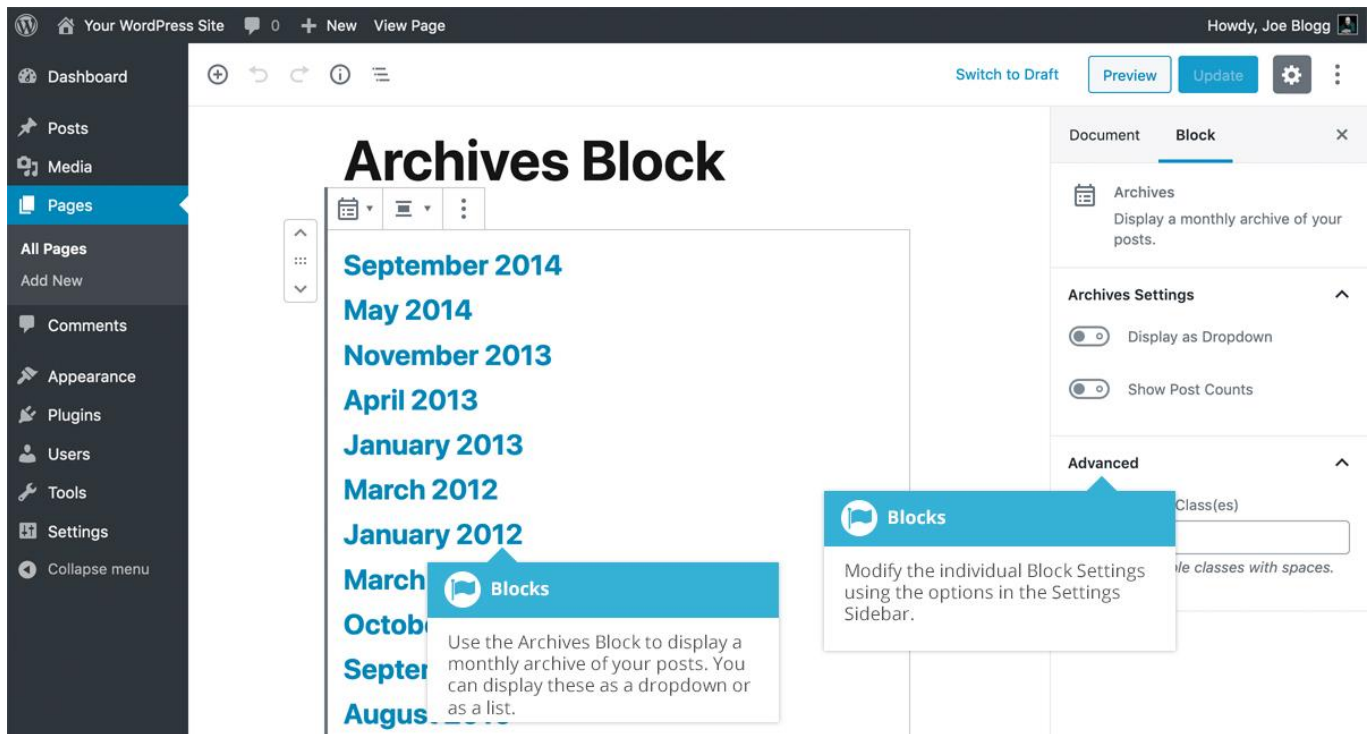 Your WordPress Site 0 New View Page Howdy, Joe Blogg
Dashboard
Posts
Media
Pages
All Pages
Add New
Comments
Appearance
Plugins
Users
Tools
Settings
Collapse menu
Switch to Draft Preview Update
Archives Block
September 2014
May 2014
November 2013
April 2013
January 2013
March 2012
January 2012
March
Blocks
Use the Archives Block to display a
monthly archive of your posts. You
can display these as a dropdown or
as a list.
Document Block
Archives
Display a monthly archive of your
posts.
Archives Settings
Display as Dropdown
Show Post Counts
Advanced
Class(es)
classes with spaces.
Blocks
Modify the individual Block Settings
using the options in the Settings
Sidebar.